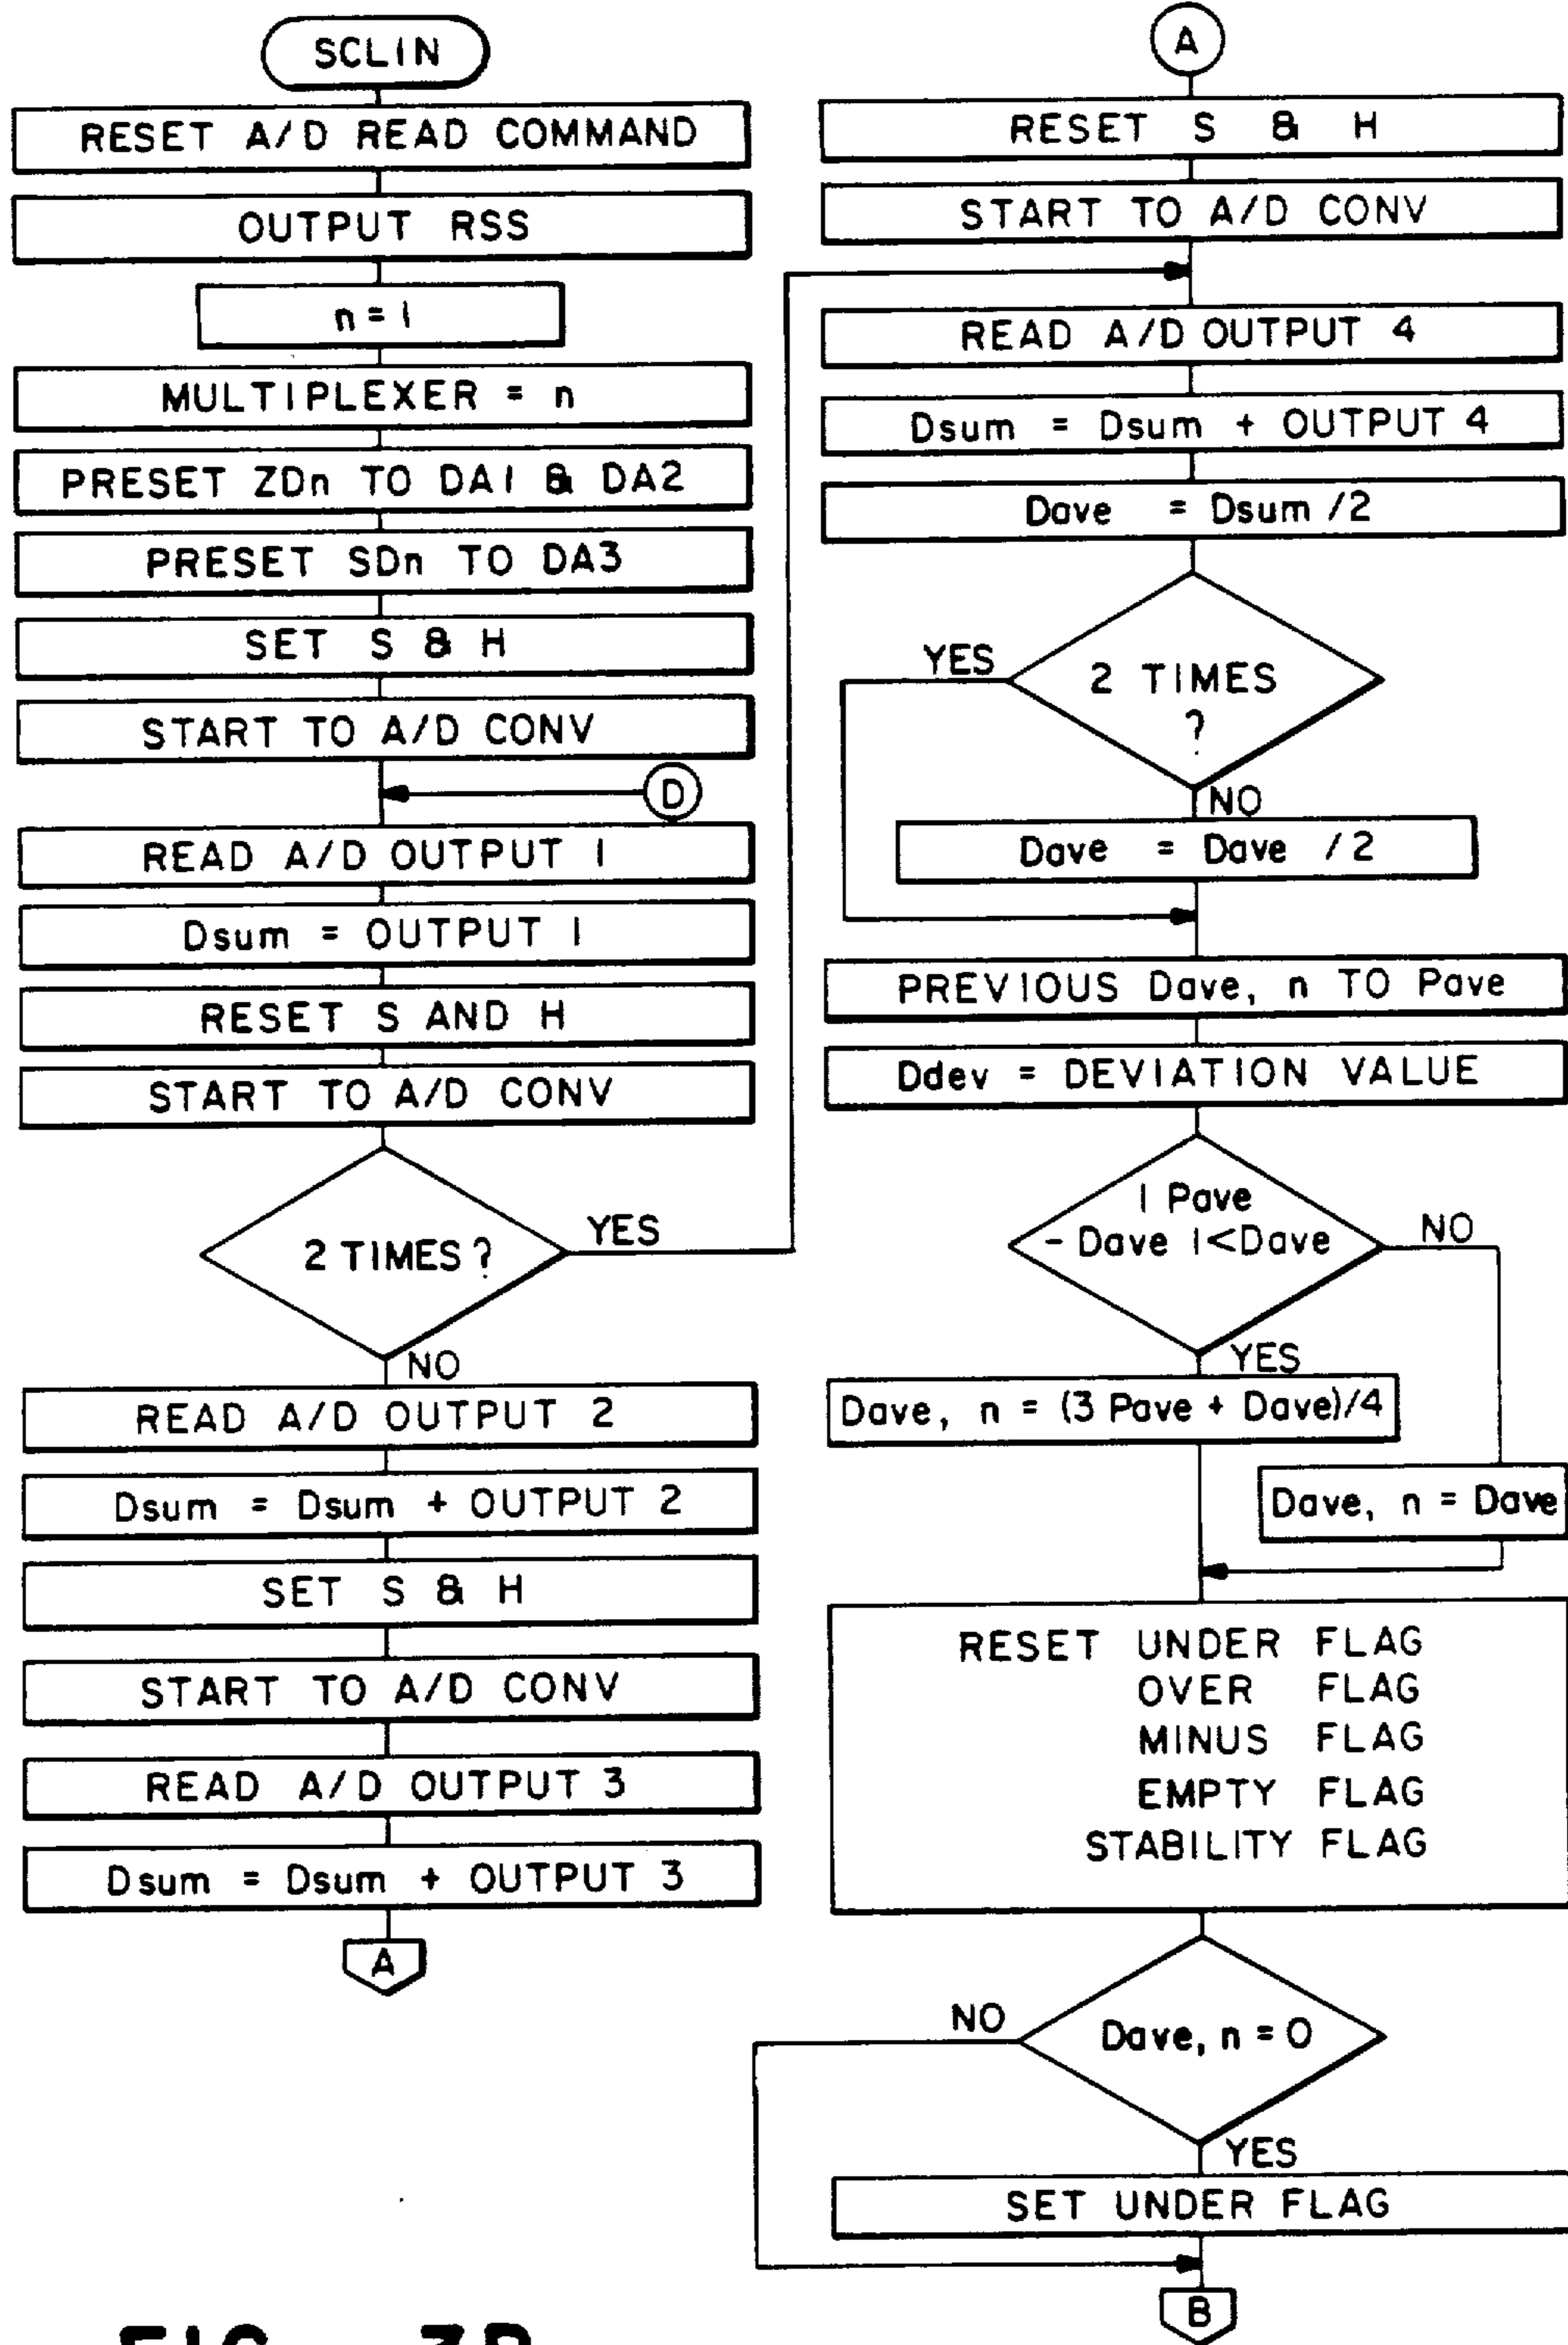 SCLIN
RESET A/D READ COMMAND
OUTPUT RSS
n = 1
MULTIPLEXER = n
PRESET ZDn TO DA1 & DA2
PRESET SDn TO DA3
SET S & H
START TO A/D CONV
D
READ A/D OUTPUT 1
Dsum = OUTPUT 1
RESET S AND H
START TO A/D CONV
2 TIMES?
YES
NO
READ A/D OUTPUT 2
Dsum = Dsum + OUTPUT 2
SET S & H
START TO A/D CONV
READ A/D OUTPUT 3
Dsum = Dsum + OUTPUT 3
A
A
RESET S & H
START TO A/D CONV
READ A/D OUTPUT 4
Dsum = Dsum + OUTPUT 4
Dave = Dsum /2
YES
2 TIMES
?
NO
Dave = Dave /2
PREVIOUS Dave, n TO Pave
Ddev = DEVIATION VALUE
| Pave
- Dave |<Dave
NO
YES
Dave, n = (3 Pave + Dave)/4
Dave, n = Dave
RESET UNDER FLAG
OVER FLAG
MINUS FLAG
EMPTY FLAG
STABILITY FLAG
NO
Dave, n = 0
YES
SET UNDER FLAG
B